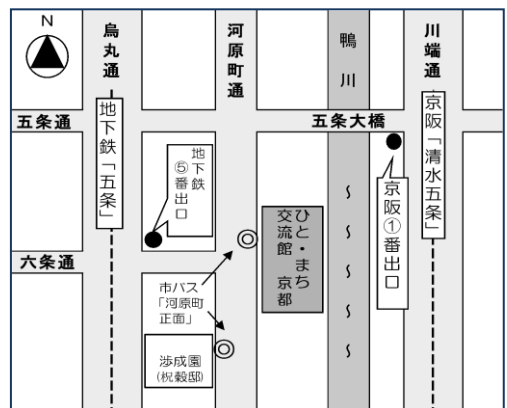 N
烏丸通
河原町通
鴨川
川端通
五条通
五条大橋
地下鉄「五条」
地下鉄
⑤番出口
京阪「清水五条」
京阪①番出口
ひと・まち
交流館 京都
六条通
市バス
「河原町
正面」
渉成園
(枳穀邸)